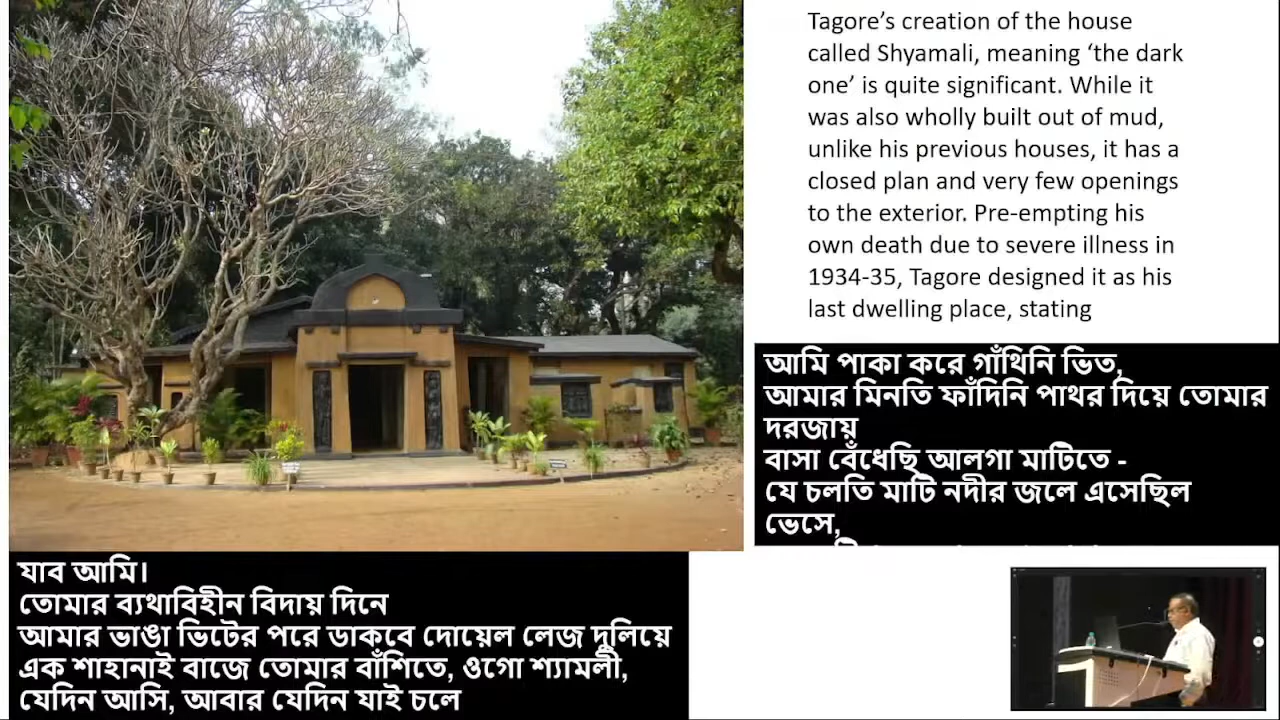 Tagore’s creation of the house
called Shyamali, meaning ‘the dark
one’ is quite significant. While it
was also wholly built out of mud,
unlike his previous houses, it has a
closed plan and very few openings
to the exterior. Pre-empting his
own death due to severe illness in
1934-35, Tagore designed it as his
last dwelling place, stating
আমি পাকা করে গাঁথিনি ভিত,
আমার মিনতি ফাঁদিনি পাথর দিয়ে তোমার
দরজায়
বাসা বেঁধেছি আলগা মাটিতে -
যে চলতি মাটি নদীর জলে এসেছিল
ভেসে,
যাব আমি।
তোমার ব্যথাবিহীন বিদায় দিনে
আমার ভাঙা ভিটের পরে ডাকবে দোয়েল লেজ দুলিয়ে
এক শাহানাই বাজে তোমার বাঁশিতে, ওগো শ্যামলী,
যেদিন আসি, আবার যেদিন যাই চলে